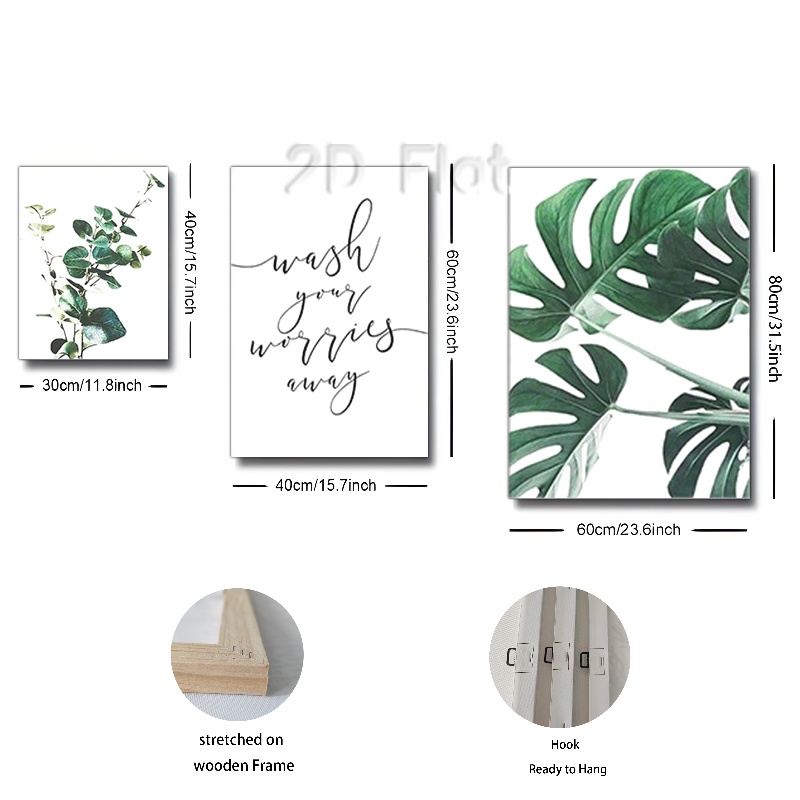 2D Flat
wash
your
worries
away
40cm/15.7inch
60cm/23.6inch
80cm/31.5inch
30cm/11.8inch
40cm/15.7inch
60cm/23.6inch
stretched on
wooden Frame
Hook
Ready to Hang